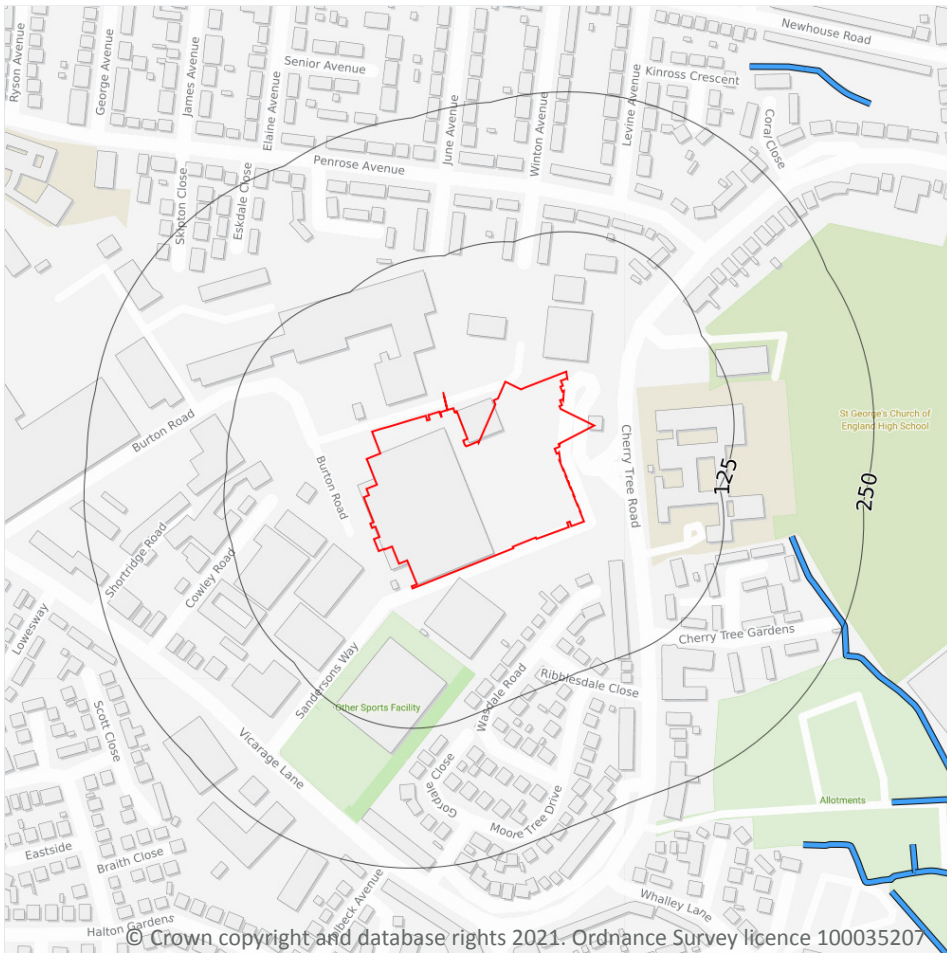 Newhouse Road
Ryson Avenue
George Avenue
James Avenue
Elaine Avenue
Senior Avenue
June Avenue
Winton Avenue
Levine Avenue
Kinross Crescent
Coral Close
Penrose Avenue
Skipton Close
Eskdale Close
Burton Road
Burton Road
Cherry Tree Road
St George's Church of
England High School
125
250
Shortridge Road
Cowley Road
Lowesway
Cherry Tree Gardens
Sandersons Way
Ribblesdale Close
Wasdale Road
Other Sports Facility
Scott Close
Vicarage Lane
Gordale Close
Moore Tree Drive
Allotments
Eastside
Braith Close
Whalley Lane
Halton Gardens
Avenue
© Crown copyright and database rights 2021. Ordnance Survey licence 100035207